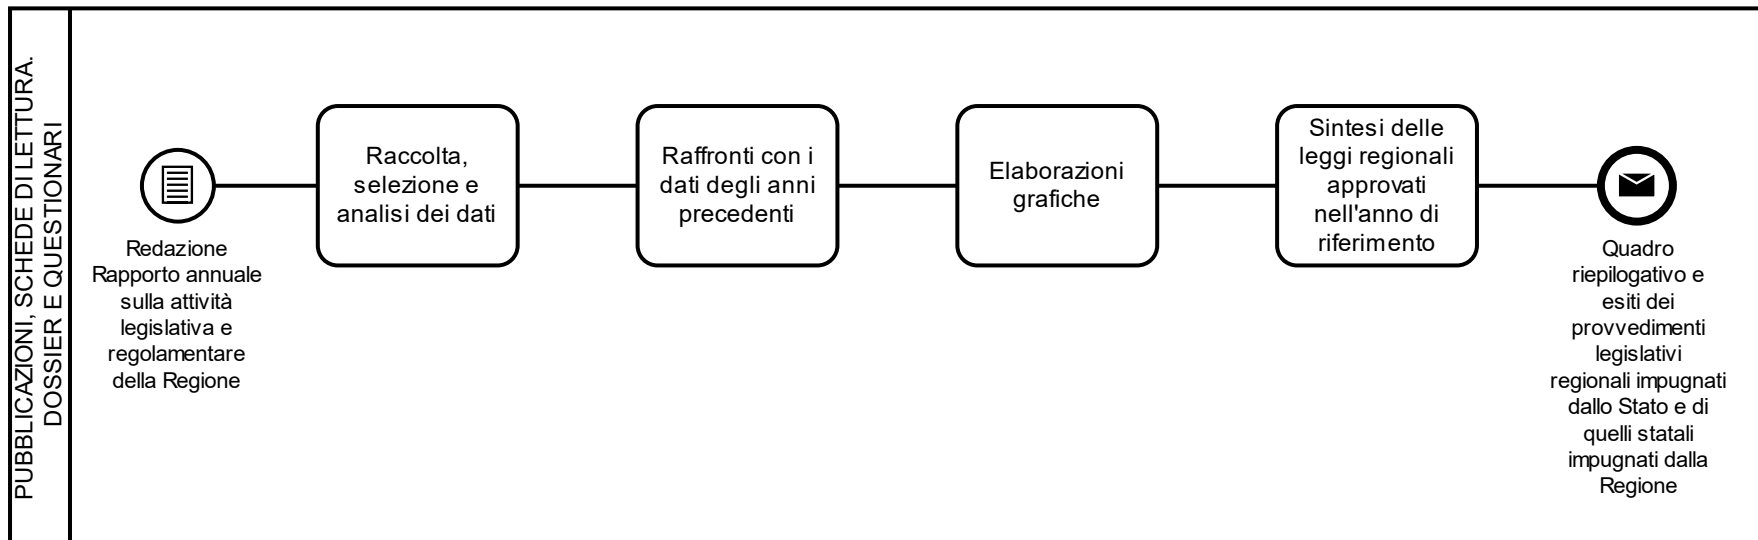 PUBBLICAZIONI, SCHEDE DI LETTURA.
DOSSIER E QUESTIONARI
Redazione
Rapporto annuale
sulla attività
legislativa e
regolamentare
della Regione
Raccolta,
selezione e
analisi dei dati
Raffronti con i
dati degli anni
precedenti
Elaborazioni
grafiche
Sintesi delle
leggi regionali
approvati
nell'anno di
riferimento
Quadro
riepilogativo e
esiti dei
provvedimenti
legislativi
regionali impugnati
dallo Stato e di
quelli statali
impugnati dalla
Regione